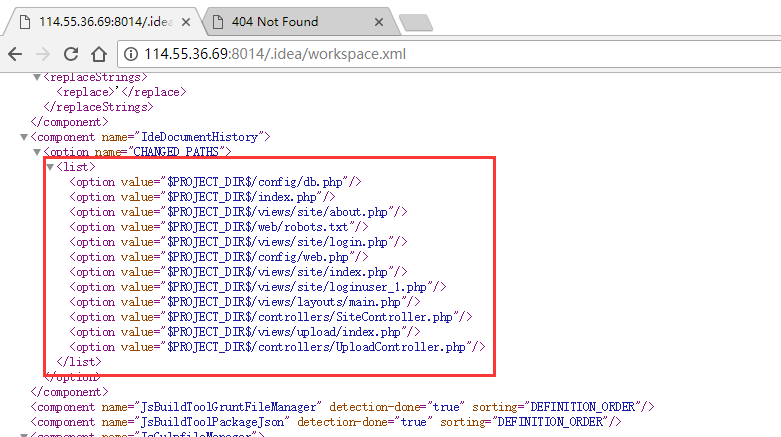 114.55.36.69:8014/.idea
404 Not Found
114.55.36.69:8014/.idea/workspace.xml
<replaceStrings>
<replace>'</replace>
</replaceStrings>
</component>
<component name="IdeDocumentHistory">
<option name="CHANGED_PATHS">
<list>
<option value="$PROJECT_DIR$/config/db.php"/>
<option value="$PROJECT_DIR$/index.php"/>
<option value="$PROJECT_DIR$/views/site/about.php"/>
<option value="$PROJECT_DIR$/web/robots.txt"/>
<option value="$PROJECT_DIR$/views/site/login.php"/>
<option value="$PROJECT_DIR$/config/web.php"/>
<option value="$PROJECT_DIR$/views/site/index.php"/>
<option value="$PROJECT_DIR$/views/site/loginuser_1.php"/>
<option value="$PROJECT_DIR$/views/layouts/main.php"/>
<option value="$PROJECT_DIR$/controllers/SiteController.php"/>
<option value="$PROJECT_DIR$/views/upload/index.php"/>
<option value="$PROJECT_DIR$/controllers/UploadController.php"/>
</list>
</option>
</component>
<component name="JsBuildToolGruntFileManager" detection-done="true" sorting="DEFINITION_ORDER"/>
<component name="JsBuildToolPackageJson" detection-done="true" sorting="DEFINITION_ORDER"/>
<component name="JsGulpfileManager">